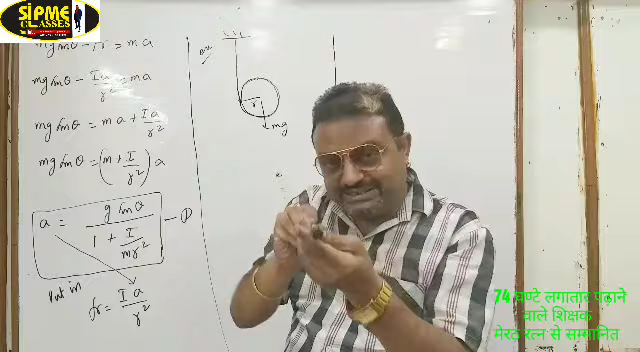 SiPME
CLASSES
mg sinθ - fr = ma
mg sinθ - Ia/r² = ma
mg sinθ = ma + Ia/r²
mg sinθ = (m + I/r²) a
a = g sinθ / 1 + I/mr² — ①
Put in
fr = I a/r²
r
mg
74 घण्टे लगातार पढ़ाने
वाले शिक्षक
मेरठ रत्न से सम्मानित